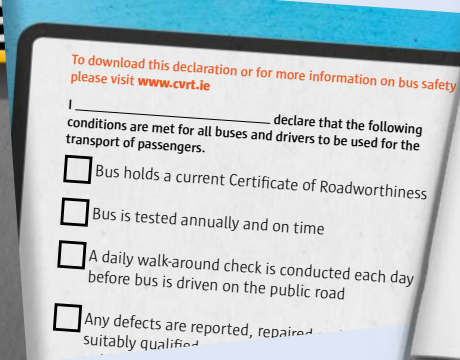 To download this declaration or for more information on bus safety
please visit www.cvrt.ie
I ______________ declare that the following
conditions are met for all buses and drivers to be used for the
transport of passengers.
Bus holds a current Certificate of Roadworthiness
Bus is tested annually and on time
A daily walk-around check is conducted each day
before bus is driven on the public road
Any defects are reported, repaired
suitably qualified